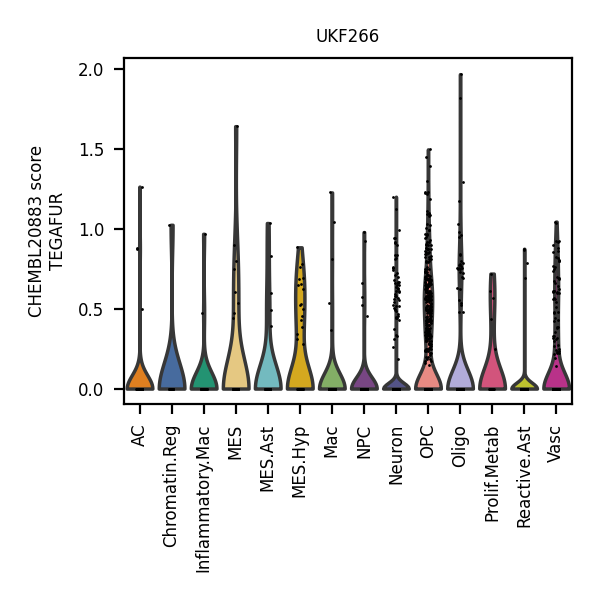 UKF266
CHEMBL20883 score
TEGAFUR
2.0
1.5
1.0
0.5
0.0
AC
Chromatin.Reg
Inflammatory.Mac
MES
MES.Ast
MES.Hyp
Mac
NPC
Neuron
OPC
Oligo
Prolif.Metab
Reactive.Ast
Vasc